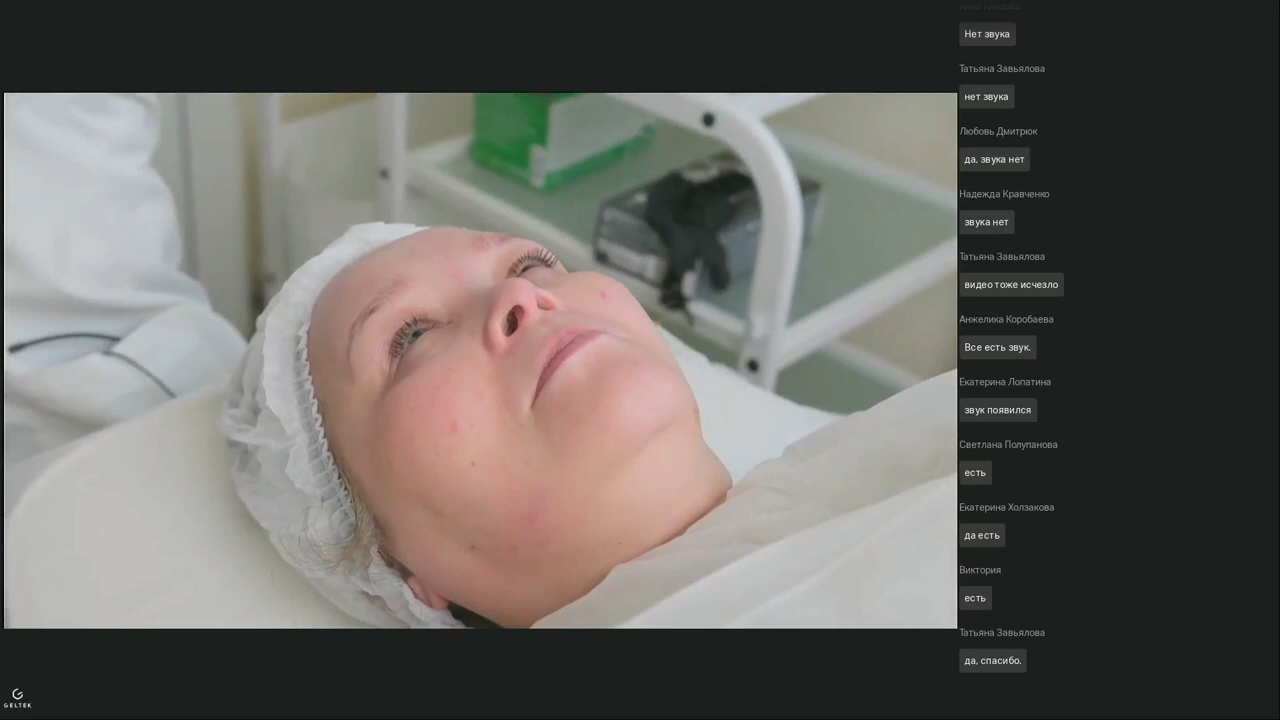 Нет звука
Татьяна Завьялова
нет звука
Любовь Дмитрюк
да, звука нет
Надежда Кравченко
звука нет
Татьяна Завьялова
видео тоже исчезло
Анжелика Коробаева
Все есть звук.
Екатерина Лопатина
звук появился
Светлана Полупанова
есть
Екатерина Холзакова
да есть
Виктория
есть
Татьяна Завьялова
да, спасибо.
GELTEK